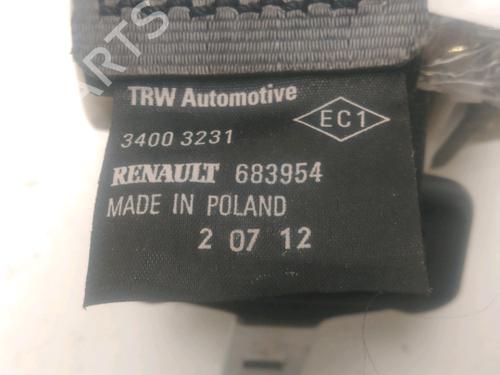 TRW Automotive
EC1
3400 3231
RENAULT 683954
MADE IN POLAND
2 07 12